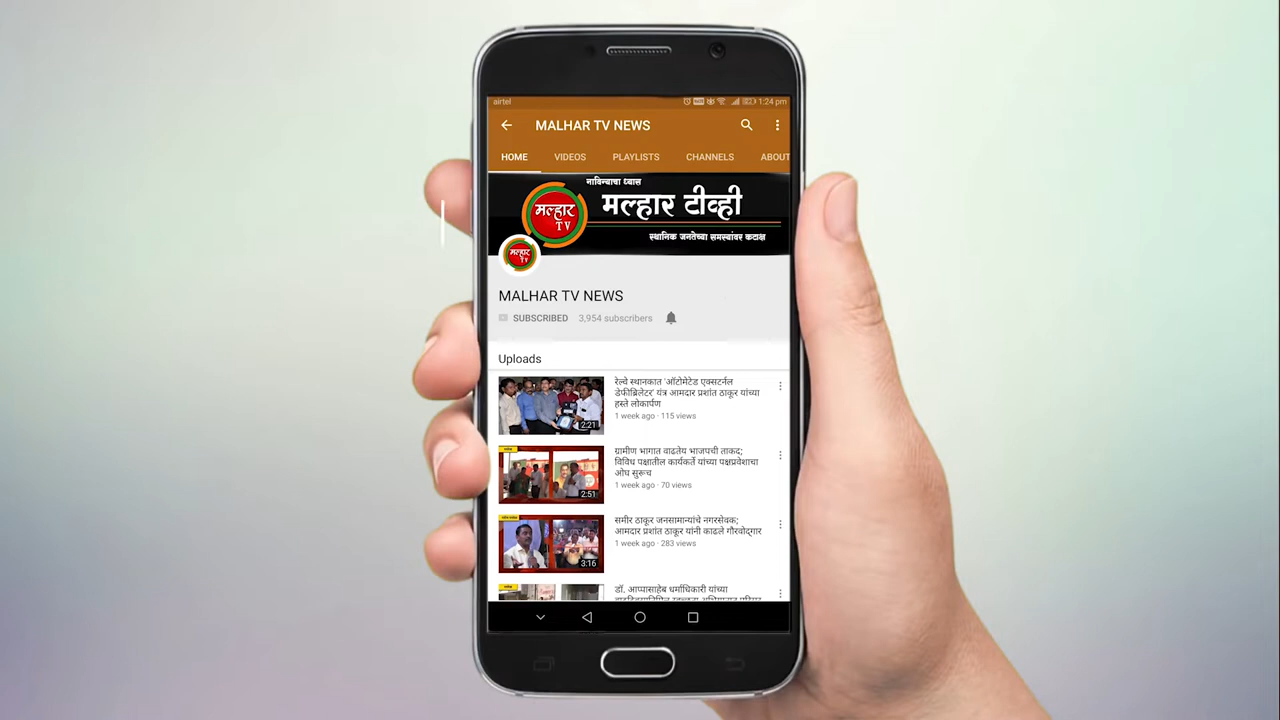 airtel
1:24 pm
MALHAR TV NEWS
HOME VIDEOS PLAYLISTS CHANNELS ABOUT
नाविन्याचा ध्यास
मल्हार टीव्ही
स्थानिक जनतेच्या समस्यांवर कटाक्ष
मल्हार
TV
मल्हार
TV
MALHAR TV NEWS
SUBSCRIBED 3,954 subscribers
Uploads
रेल्वे स्थानकात 'ऑटोमेटेड एक्सटर्नल
डेफीब्रिलेटर' यंत्र आमदार प्रशांत ठाकूर यांच्या
हस्ते लोकार्पण
1 week ago · 115 views
2:21
ग्रामीण भागात वाढतेय भाजपची ताकद;
विविध पक्षातील कार्यकर्ते यांच्या पक्षप्रवेशाचा
ओघ सुरूच
1 week ago · 70 views
2:51
समीर ठाकूर जनसामान्यांचे नगरसेवक;
आमदार प्रशांत ठाकूर यांनी काढले गौरवोद्गार
1 week ago · 283 views
3:16
डॉ. आप्पासाहेब धर्माधिकारी यांच्या